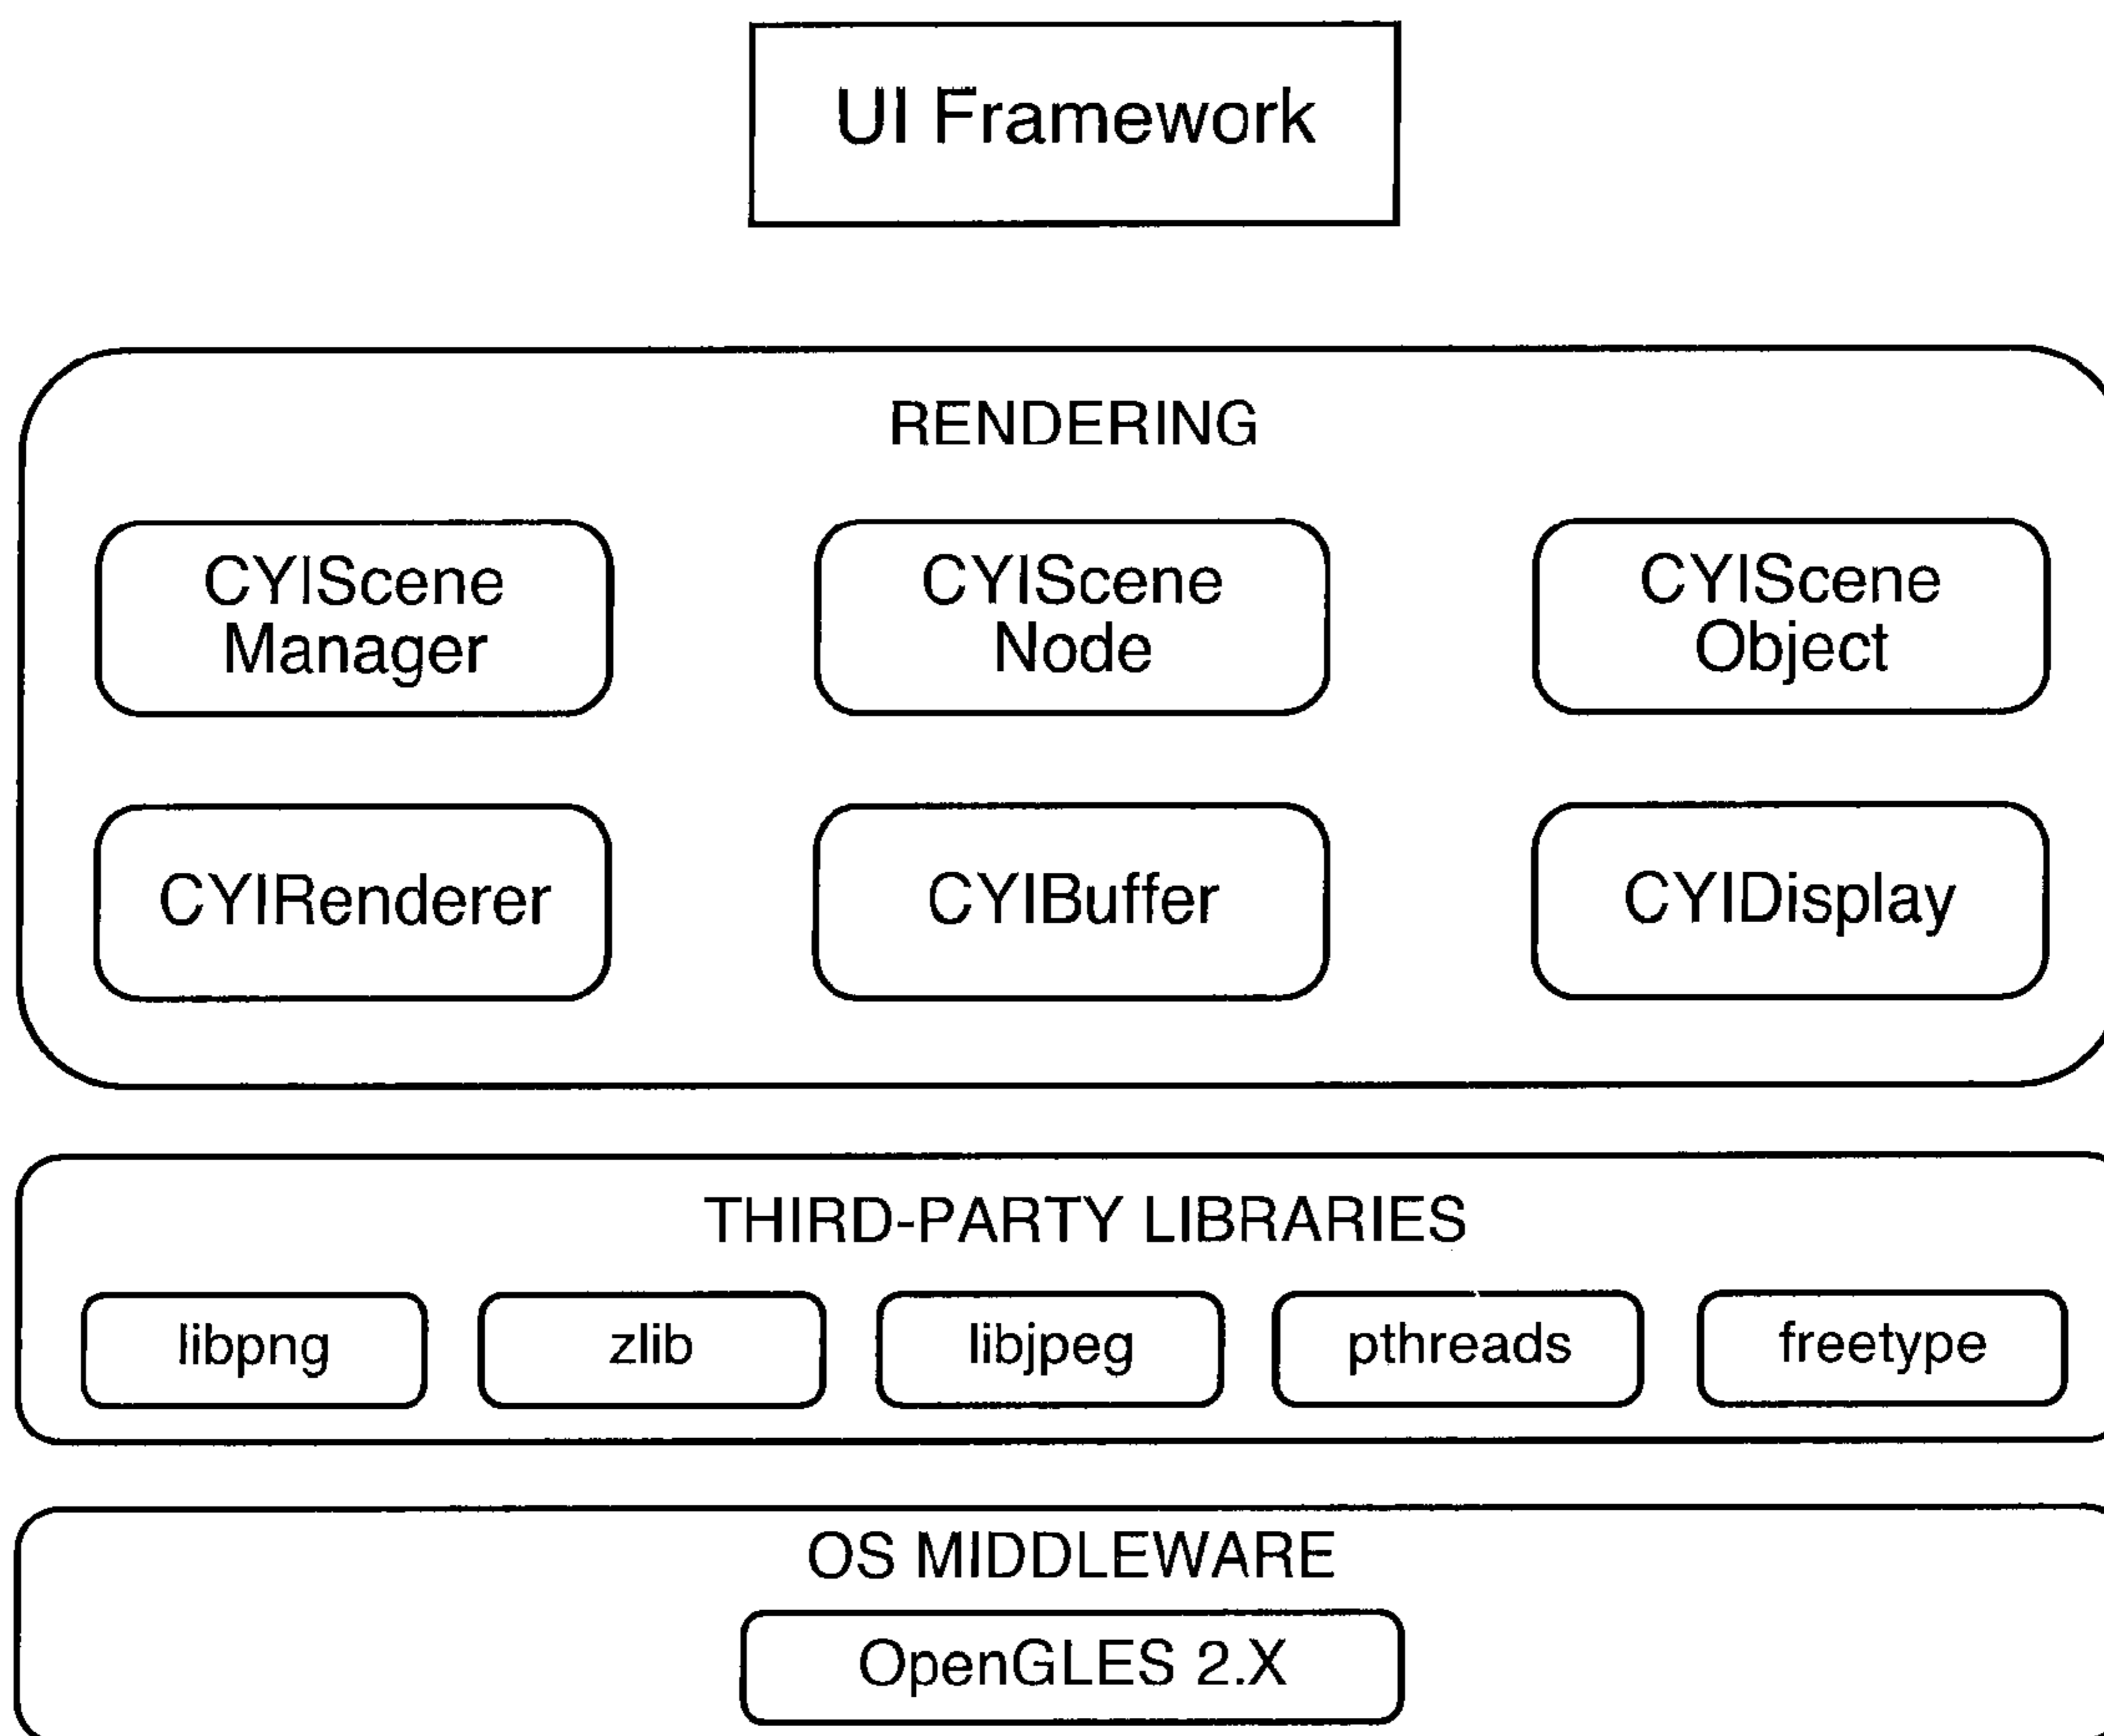 UI Framework
RENDERING
CYIScene
Manager
CYIScene
Node
CYIScene
Object
CYIRenderer
CYIBuffer
CYIDisplay
THIRD-PARTY LIBRARIES
libpng
zlib
libjpeg
pthreads
freetype
OS MIDDLEWARE
OpenGLES 2.X